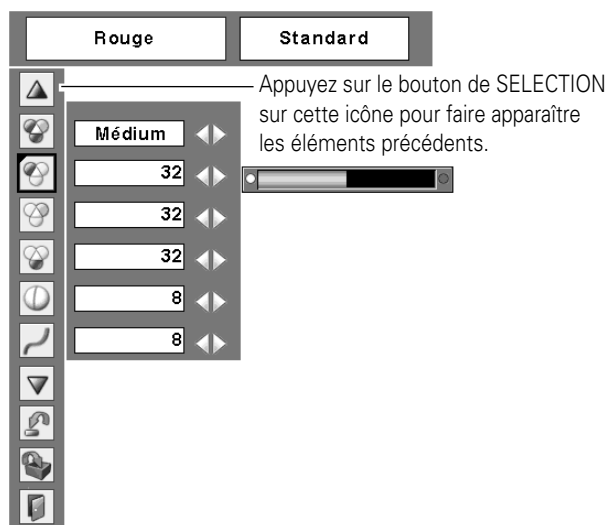 Rouge
Standard
Appuyez sur le bouton de SELECTION
sur cette icône pour faire apparaître
les éléments précédents.
Médium
32
32
32
8
8